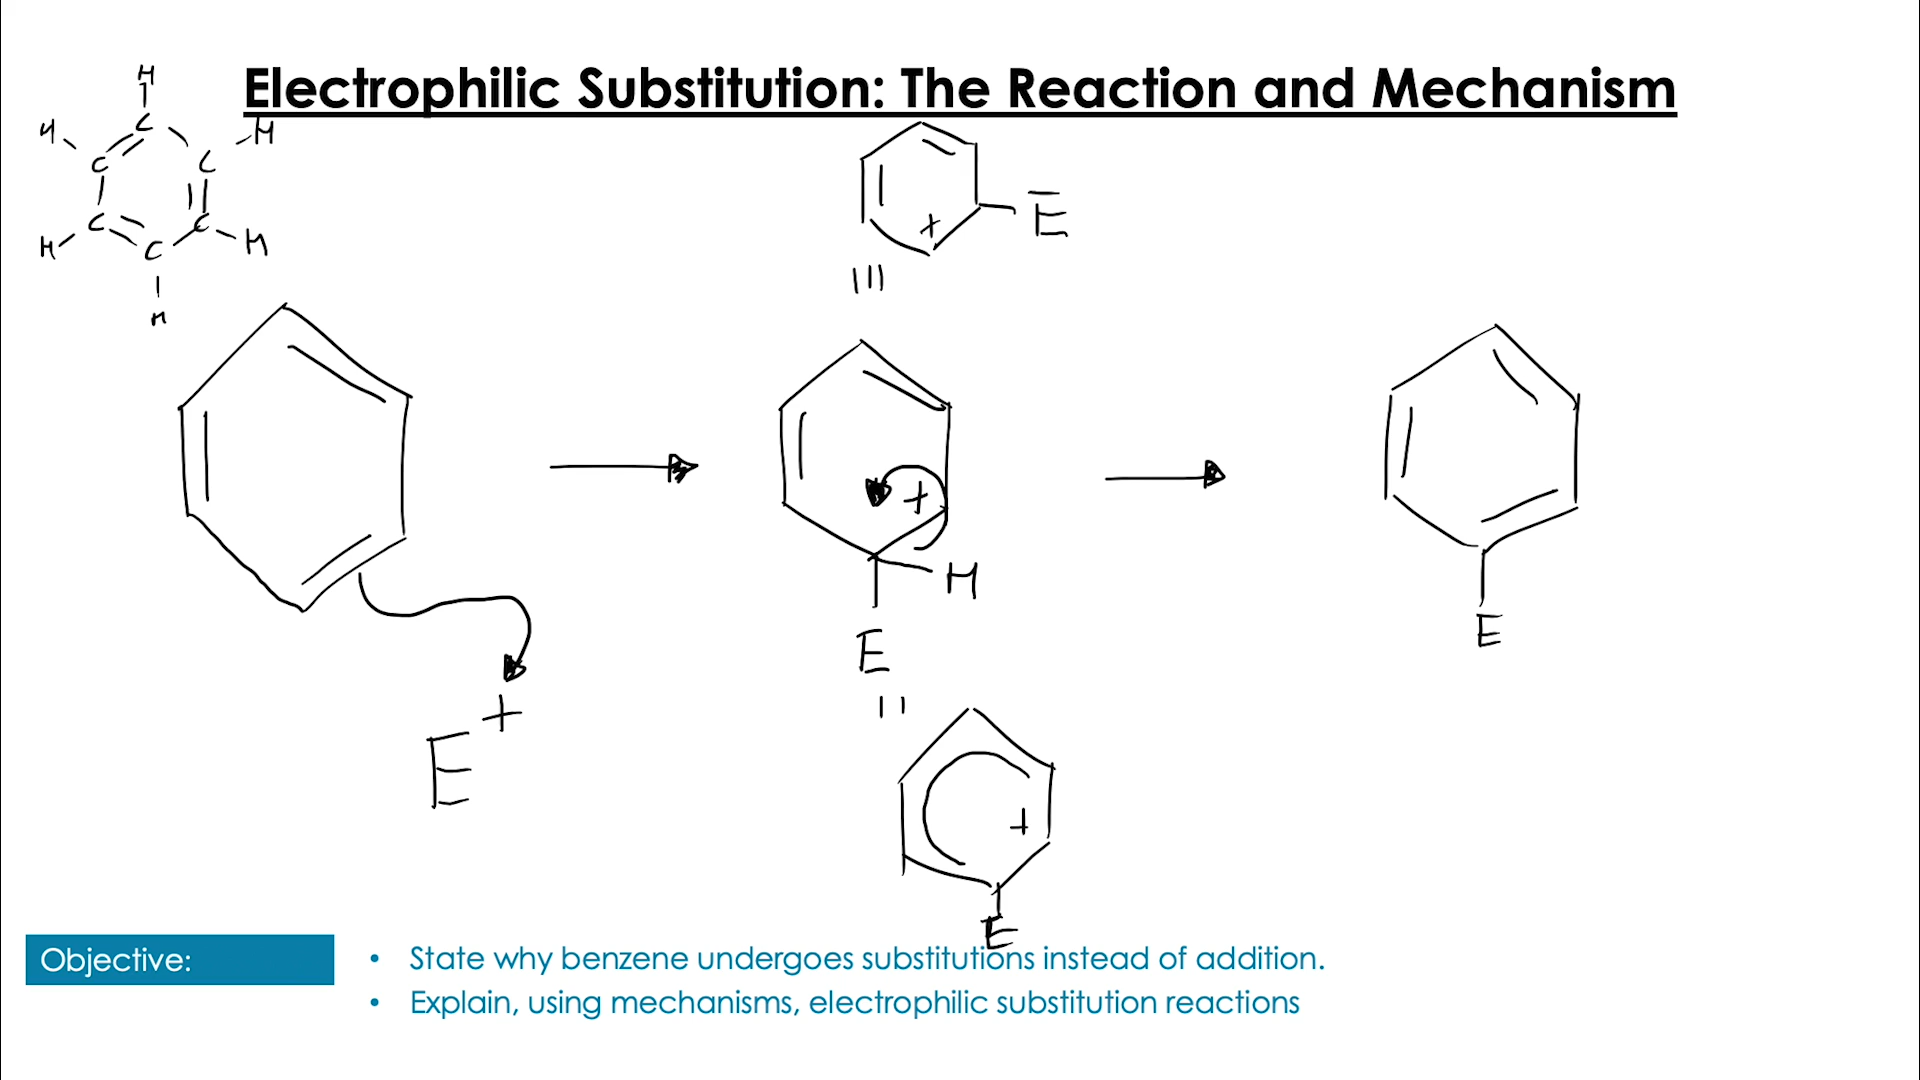 Electrophilic Substitution: The Reaction and Mechanism
H
H C H
C C
C C
H C H
H
+ E
+
H
E
E
+
E
+
E
Objective:
• State why benzene undergoes substitutions instead of addition.
• Explain, using mechanisms, electrophilic substitution reactions